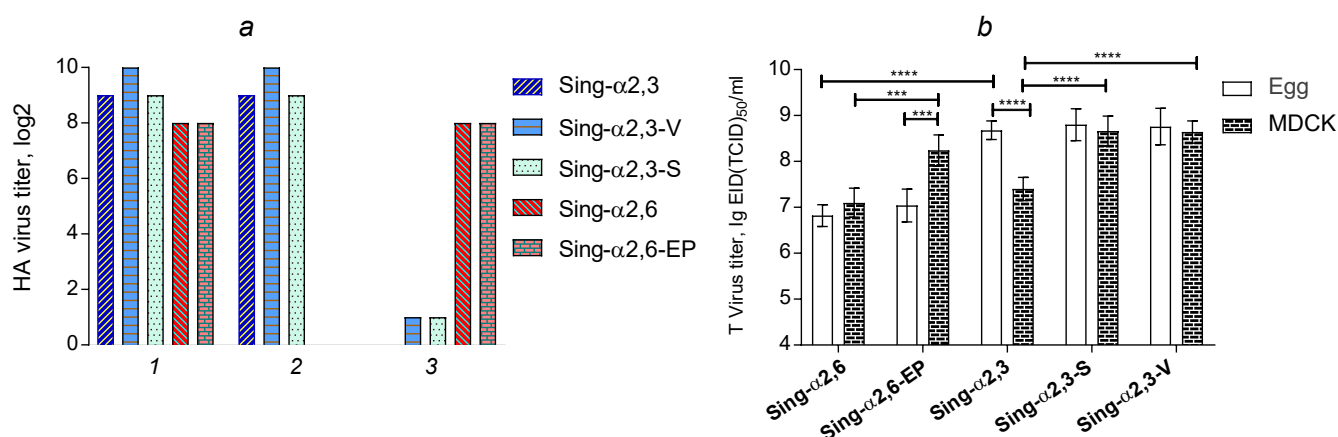 a
HA virus titer, log2
10
8
6
4
2
0
1
2
3
Sing-α2,3
Sing-α2,3-V
Sing-α2,3-S
Sing-α2,6
Sing-α2,6-EP
b
T Virus titer, lg EID(TCID)50/ml
10
9
8
7
6
5
4
****
****
***
****
***
****
Sing-α2,6
Sing-α2,6-EP
Sing-α2,3
Sing-α2,3-S
Sing-α2,3-V
Egg
MDCK